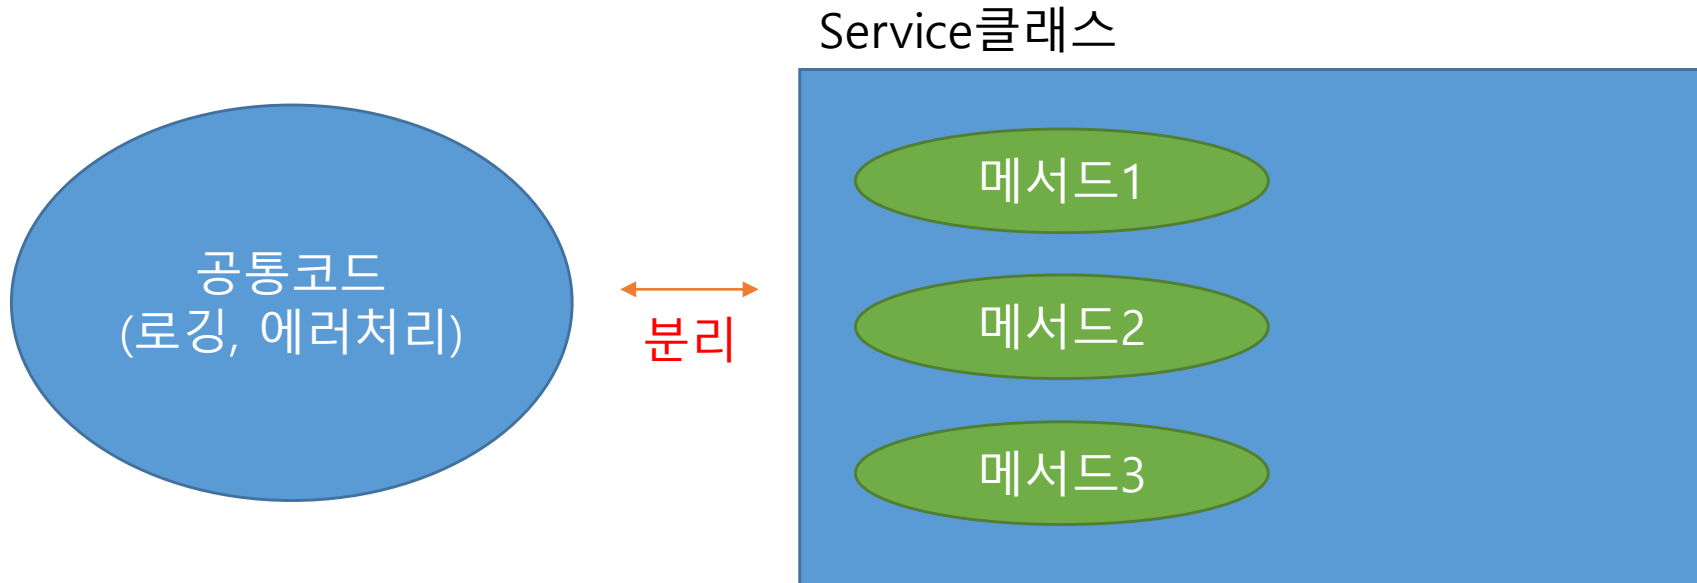 Service클래스
공통코드
(로깅, 에러처리)
분리
메서드1
메서드2
메서드3